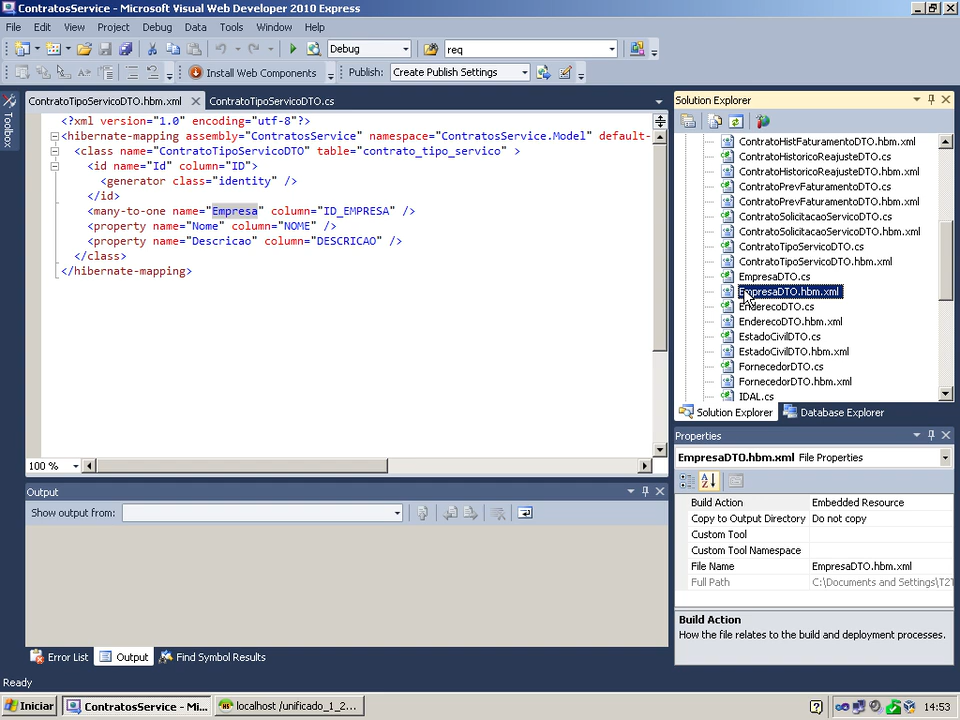 ContratosService - Microsoft Visual Web Developer 2010 Express
File Edit View Project Debug Data Tools Window Help
Debug req
Install Web Components Publish: Create Publish Settings
Toolbox
ContratoTipoServicoDTO.hbm.xml ContratoTipoServicoDTO.cs
<?xml version="1.0" encoding="utf-8"?>
<hibernate-mapping assembly="ContratosService" namespace="ContratosService.Model" default-
<class name="ContratoTipoServicoDTO" table="contrato_tipo_servico" >
<id name="Id" column="ID">
<generator class="identity" />
</id>
<many-to-one name="Empresa" column="ID_EMPRESA" />
<property name="Nome" column="NOME" />
<property name="Descricao" column="DESCRICAO" />
</class>
</hibernate-mapping>
100 %
Output
Show output from:
Error List Output Find Symbol Results
Solution Explorer
ContratoHistFaturamentoDTO.hbm.xml
ContratoHistoricoReajusteDTO.cs
ContratoHistoricoReajusteDTO.hbm.xml
ContratoPrevFaturamentoDTO.cs
ContratoPrevFaturamentoDTO.hbm.xml
ContratoSolicitacaoServicoDTO.cs
ContratoSolicitacaoServicoDTO.hbm.xml
ContratoTipoServicoDTO.cs
ContratoTipoServicoDTO.hbm.xml
EmpresaDTO.cs
EmpresaDTO.hbm.xml
EnderecoDTO.cs
EnderecoDTO.hbm.xml
EstadoCivilDTO.cs
EstadoCivilDTO.hbm.xml
FornecedorDTO.cs
FornecedorDTO.hbm.xml
IDAL.cs
Solution Explorer Database Explorer
Properties
EmpresaDTO.hbm.xml File Properties
Build Action Embedded Resource
Copy to Output Directory Do not copy
Custom Tool
Custom Tool Namespace
File Name EmpresaDTO.hbm.xml
Full Path C:\Documents and Settings\T2T
Build Action
How the file relates to the build and deployment processes.
Ready
Iniciar ContratosService - Mi... localhost /unificado_1_2... 14:53